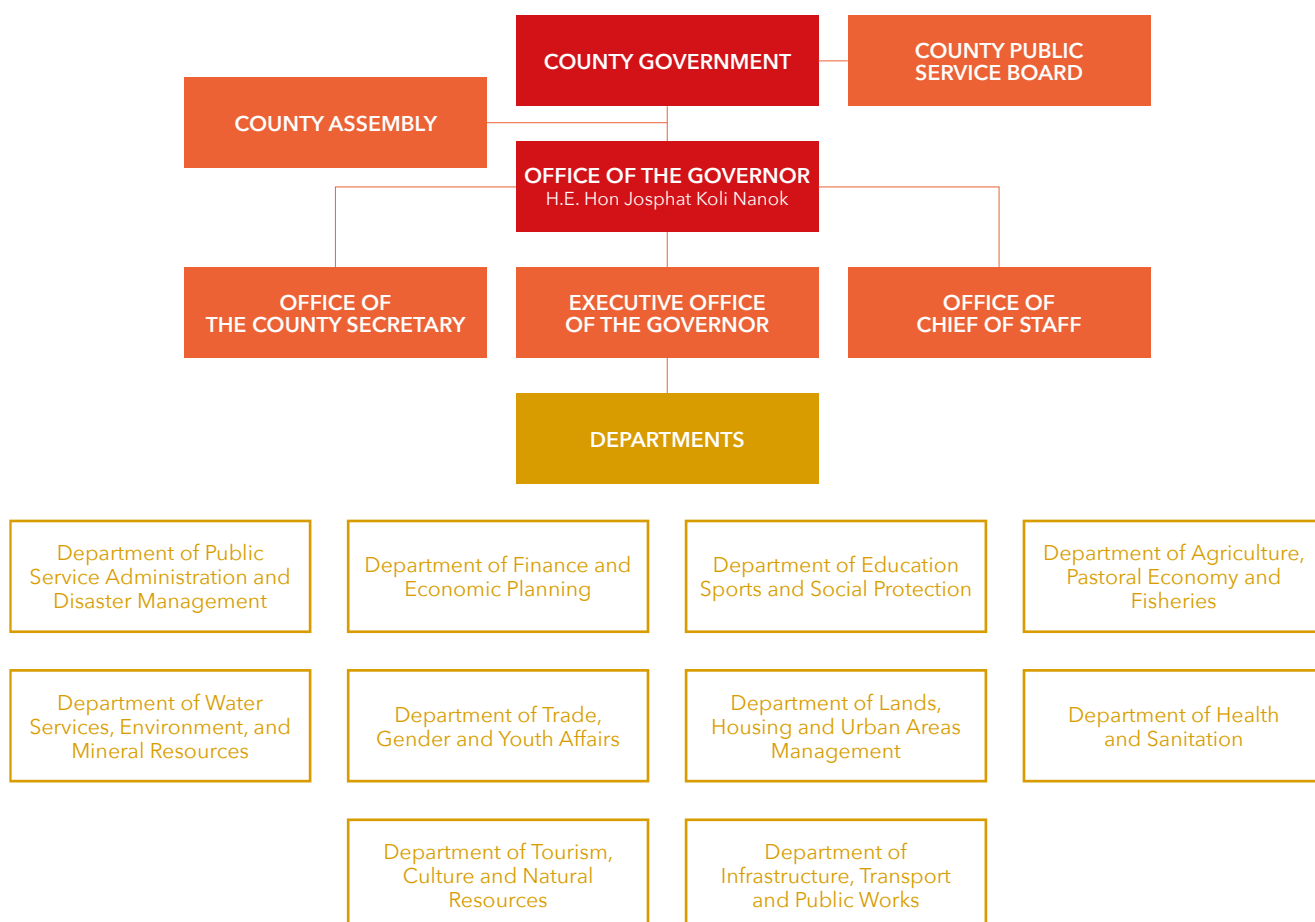 COUNTY GOVERNMENT
COUNTY PUBLIC
SERVICE BOARD
COUNTY ASSEMBLY
OFFICE OF THE GOVERNOR
H.E. Hon Josphat Koli Nanok
OFFICE OF
THE COUNTY SECRETARY
EXECUTIVE OFFICE
OF THE GOVERNOR
OFFICE OF
CHIEF OF STAFF
DEPARTMENTS
Department of Public
Service Administration and
Disaster Management
Department of Finance and
Economic Planning
Department of Education
Sports and Social Protection
Department of Agriculture,
Pastoral Economy and
Fisheries
Department of Water
Services, Environment, and
Mineral Resources
Department of Trade,
Gender and Youth Affairs
Department of Lands,
Housing and Urban Areas
Management
Department of Health
and Sanitation
Department of Tourism,
Culture and Natural
Resources
Department of
Infrastructure, Transport
and Public Works